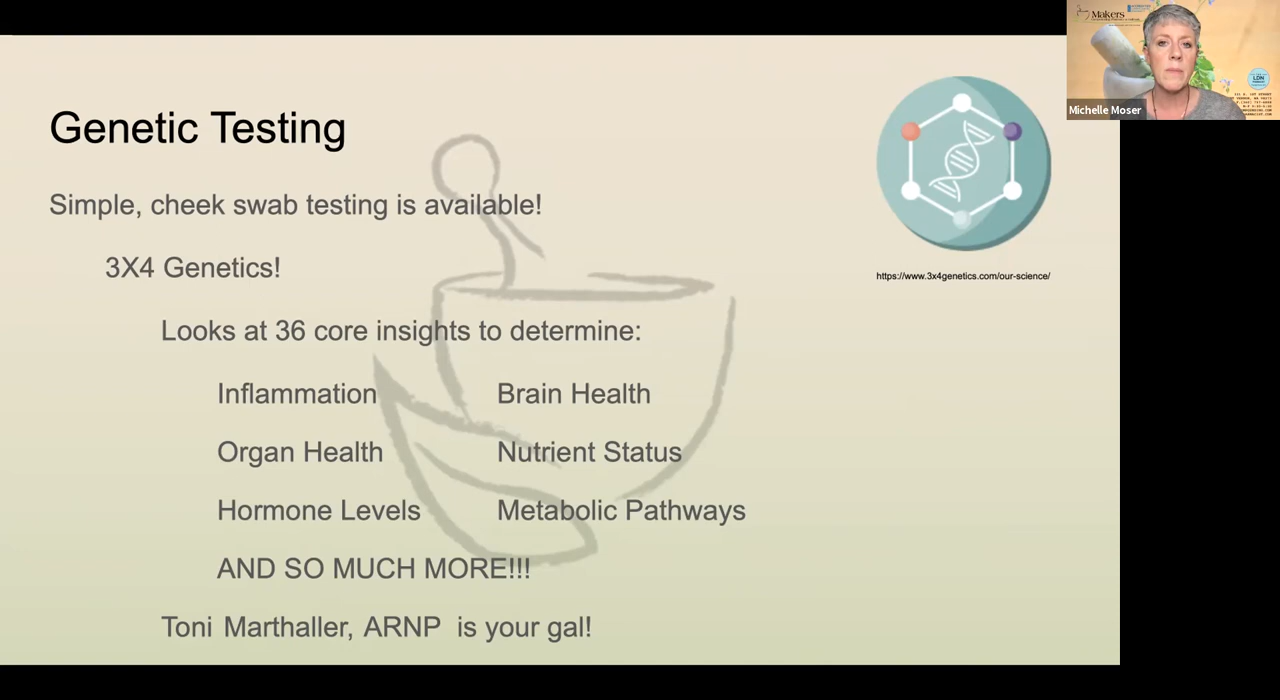 Genetic Testing
Simple, cheek swab testing is available!
3X4 Genetics!
Looks at 36 core insights to determine:
Inflammation Brain Health
Organ Health Nutrient Status
Hormone Levels Metabolic Pathways
AND SO MUCH MORE!!!
Toni Marthaller, ARNP is your gal!
https://www.3x4genetics.com/our-science/
Makers
LDN
Michelle Moser